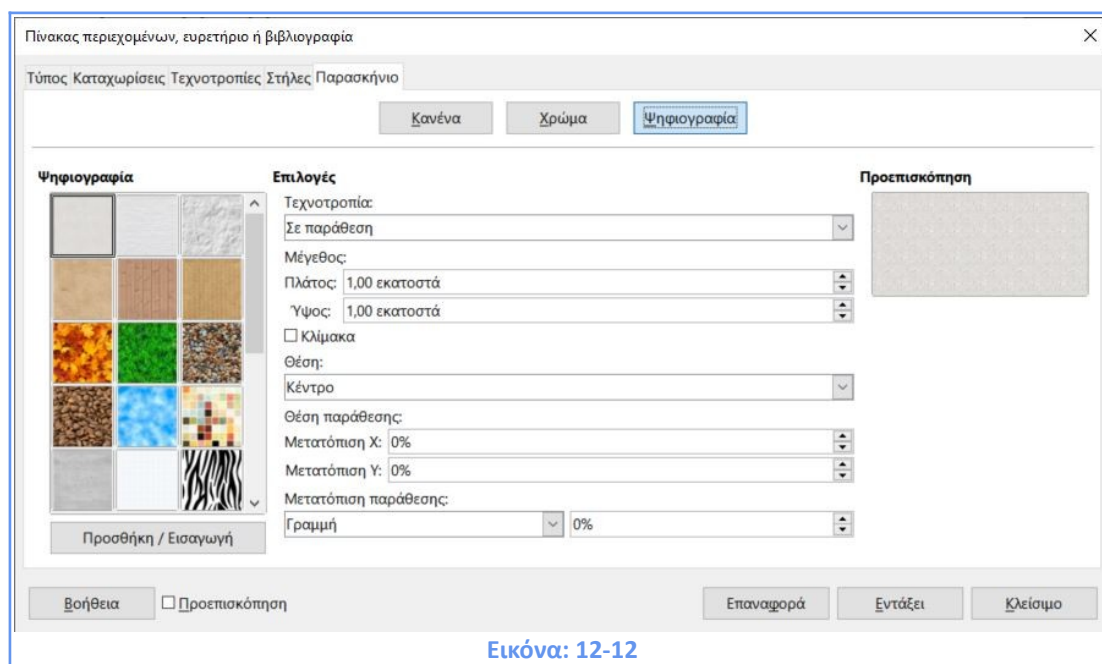 Πίνακας περιεχομένων, ευρετήριο ή βιβλιογραφία
Τύπος Καταχωρίσεις Τεχνοτροπίες Στήλες Παρασκήνιο
Κανένα Χρώμα Ψηφιογραφία
Ψηφιογραφία Επιλογές Προεπισκόπηση
Τεχνοτροπία:
Σε παράθεση
Μέγεθος:
Πλάτος: 1,00 εκατοστά
Ύψος: 1,00 εκατοστά
Κλίμακα
Θέση:
Κέντρο
Θέση παράθεσης:
Μετατόπιση X: 0%
Μετατόπιση Y: 0%
Μετατόπιση παράθεσης:
Γραμμή 0%
Προσθήκη / Εισαγωγή
Βοήθεια Προεπισκόπηση Επαναφορά Εντάξει Κλείσιμο
Εικόνα: 12-12